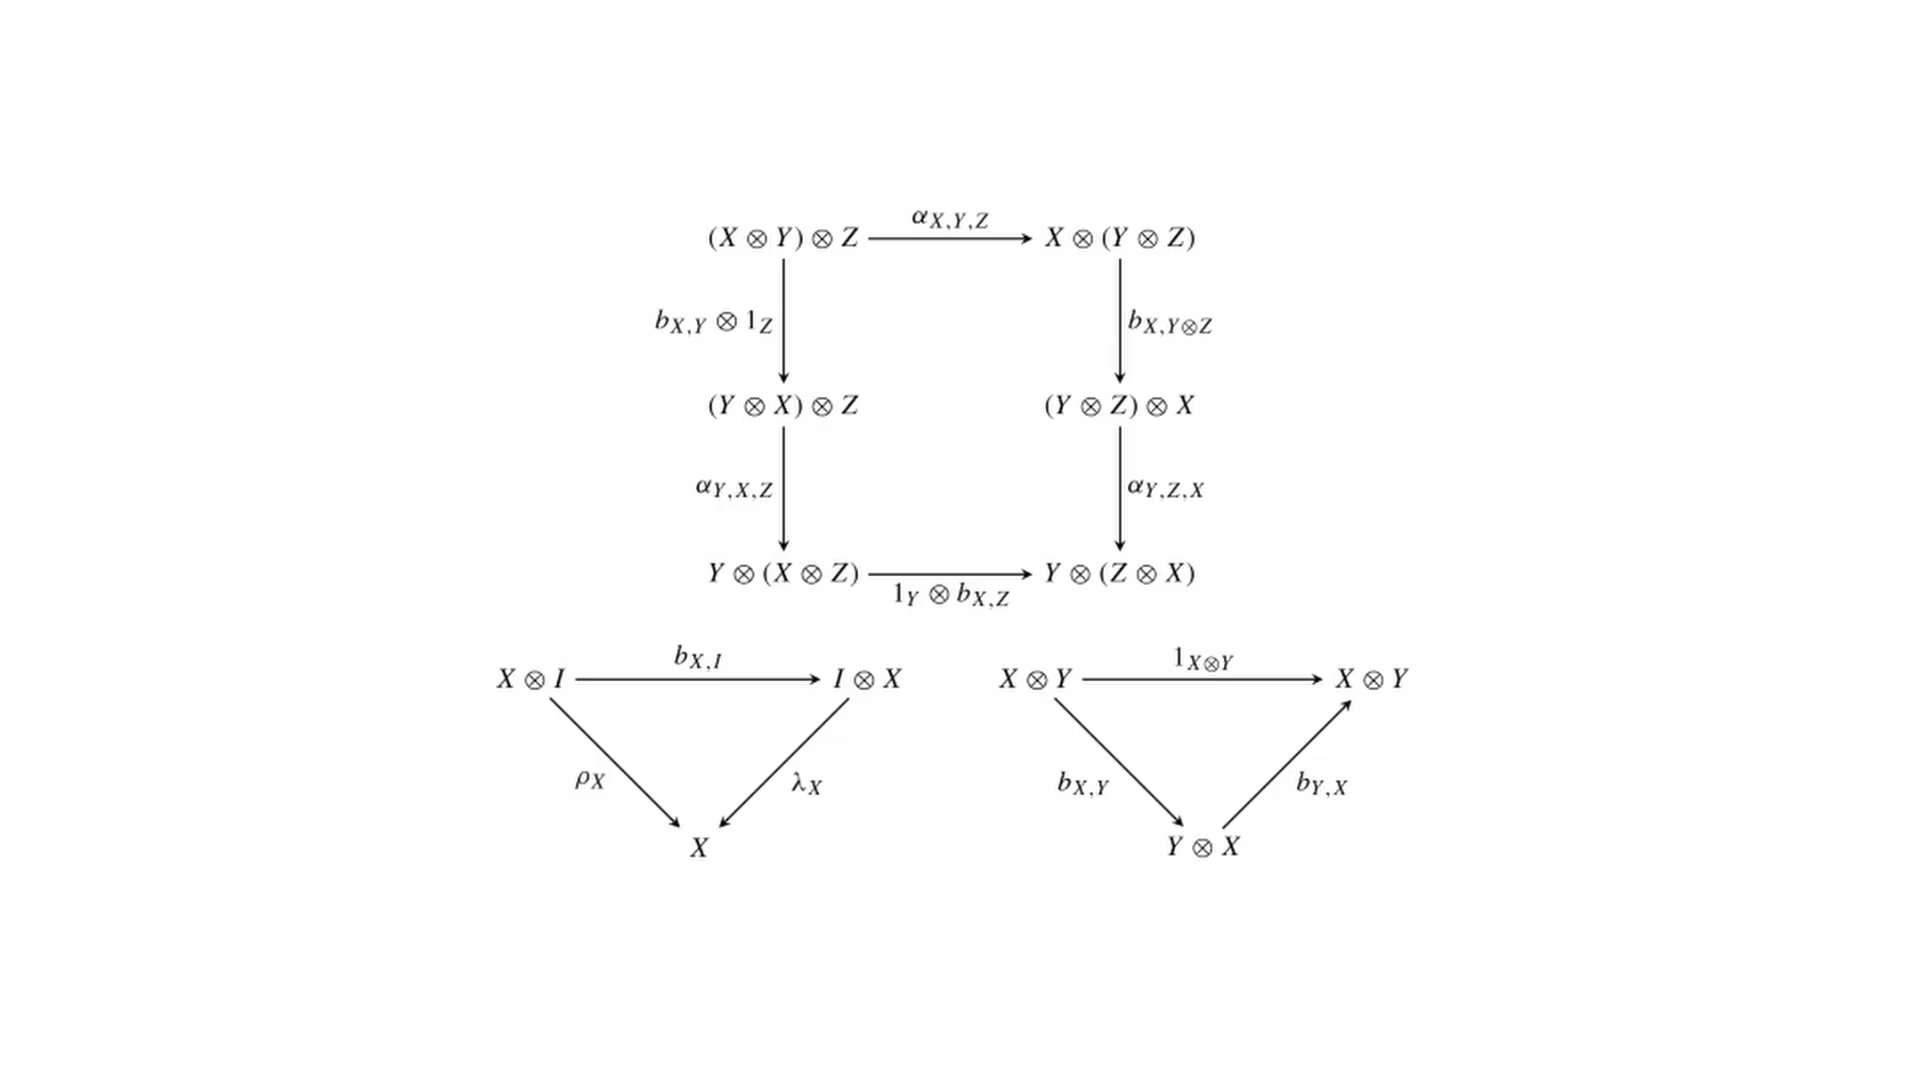 (X ⊗ Y) ⊗ Z α_{X,Y,Z} X ⊗ (Y ⊗ Z)
b_{X,Y} ⊗ 1_Z b_{X,Y⊗Z}
(Y ⊗ X) ⊗ Z (Y ⊗ Z) ⊗ X
α_{Y,X,Z} α_{Y,Z,X}
Y ⊗ (X ⊗ Z) 1_Y ⊗ b_{X,Z} Y ⊗ (Z ⊗ X)
X ⊗ I b_{X,I} I ⊗ X
ρ_X λ_X
X
X ⊗ Y 1_{X⊗Y} X ⊗ Y
b_{X,Y} b_{Y,X}
Y ⊗ X